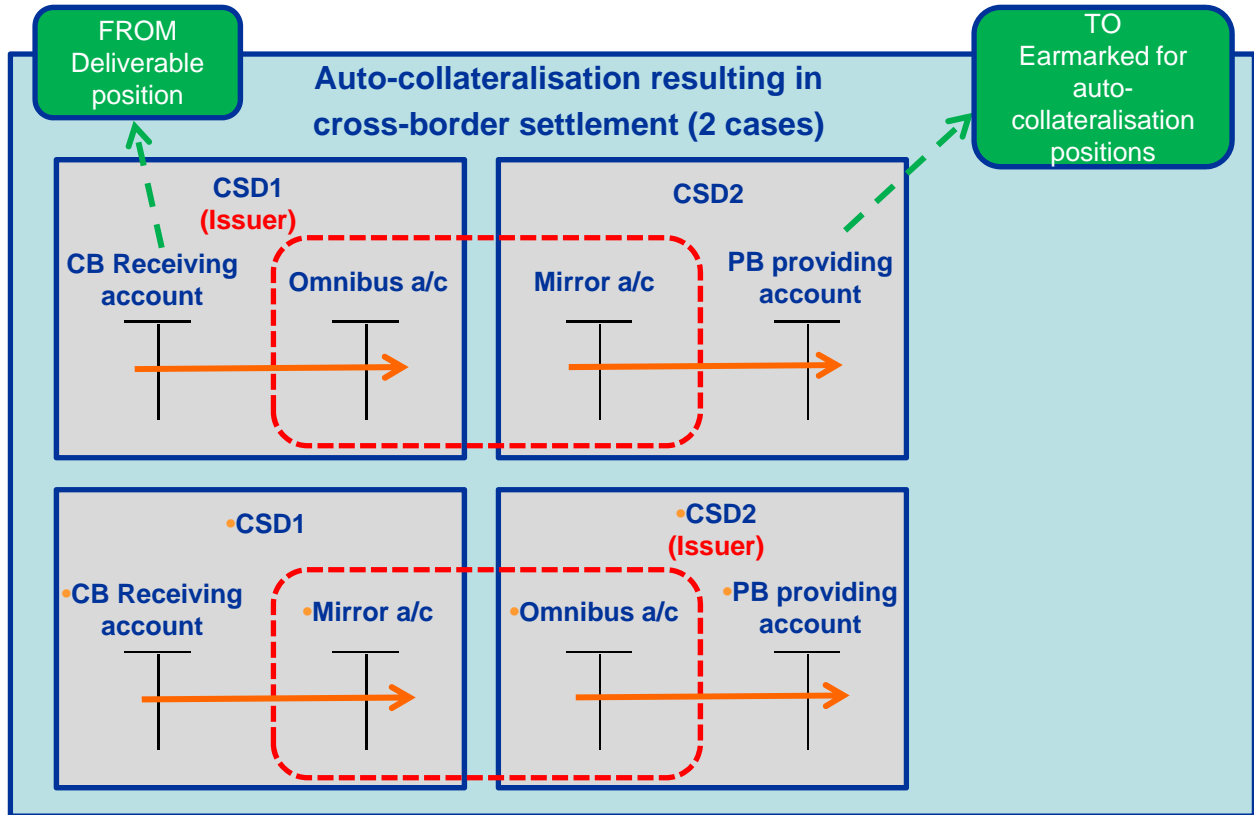 FROM
Deliverable
position
TO
Earmarked for
auto-
collateralisation
positions
Auto-collateralisation resulting in
cross-border settlement (2 cases)
CSD1
(Issuer)
CB Receiving
account
Omnibus a/c
CSD2
Mirror a/c
PB providing
account
•CSD1
•CB Receiving
account
•Mirror a/c
•CSD2
(Issuer)
•Omnibus a/c
•PB providing
account